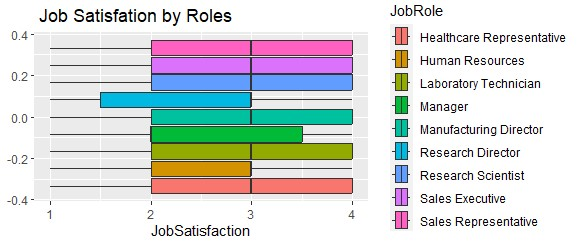 Job Satisfation by Roles
0.4
0.2
0.0
-0.2
-0.4
1 2 3 4
JobSatisfaction
JobRole
Healthcare Representative
Human Resources
Laboratory Technician
Manager
Manufacturing Director
Research Director
Research Scientist
Sales Executive
Sales Representative